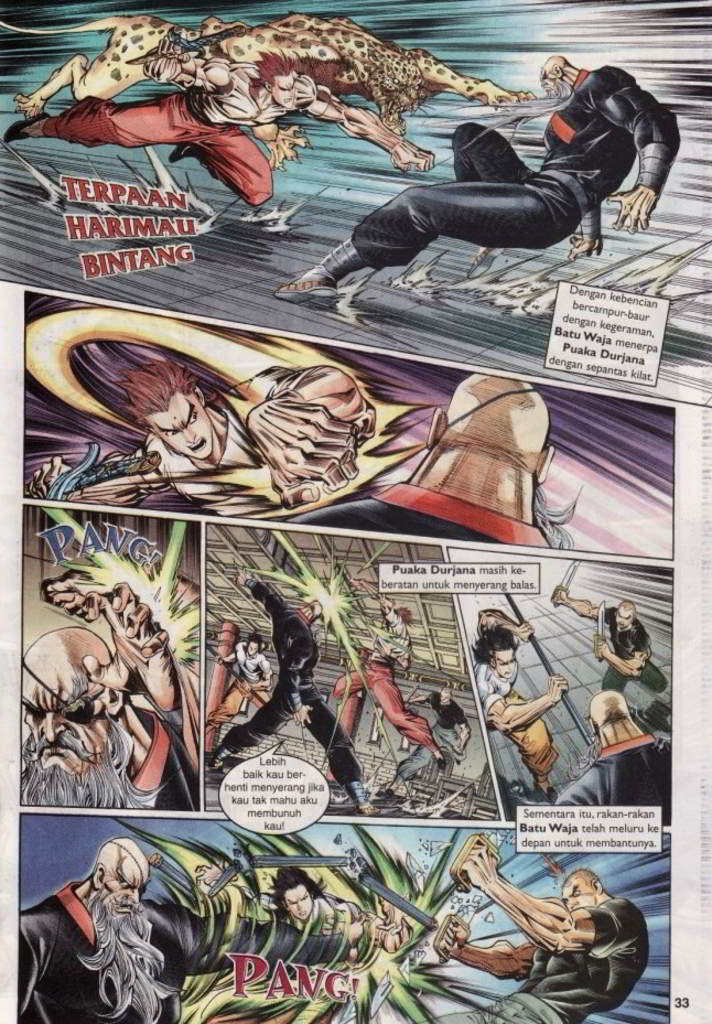 TERPAAN
HARIMAU
BINTANG
Dengan kebencian
bercampur-baur
dengan kegeraman,
Batu Waja menerpa
Puaka Durjana
dengan sepantas kilat.
PANG!
Puaka Durjana masih ke-
beratan untuk menyerang balas.
Lebih
baik kau ber-
henti menyerang jika
kau tak mahu aku
membunuh
kau!
Sementara itu, rakan-rakan
Batu Waja telah meluru ke
depan untuk membantunya.
PANG!
33